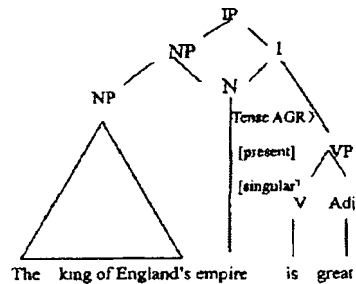 IP
NP I
NP N
Tense AGR)
[present] VP
[singular]
V Adj
The king of England's empire is great